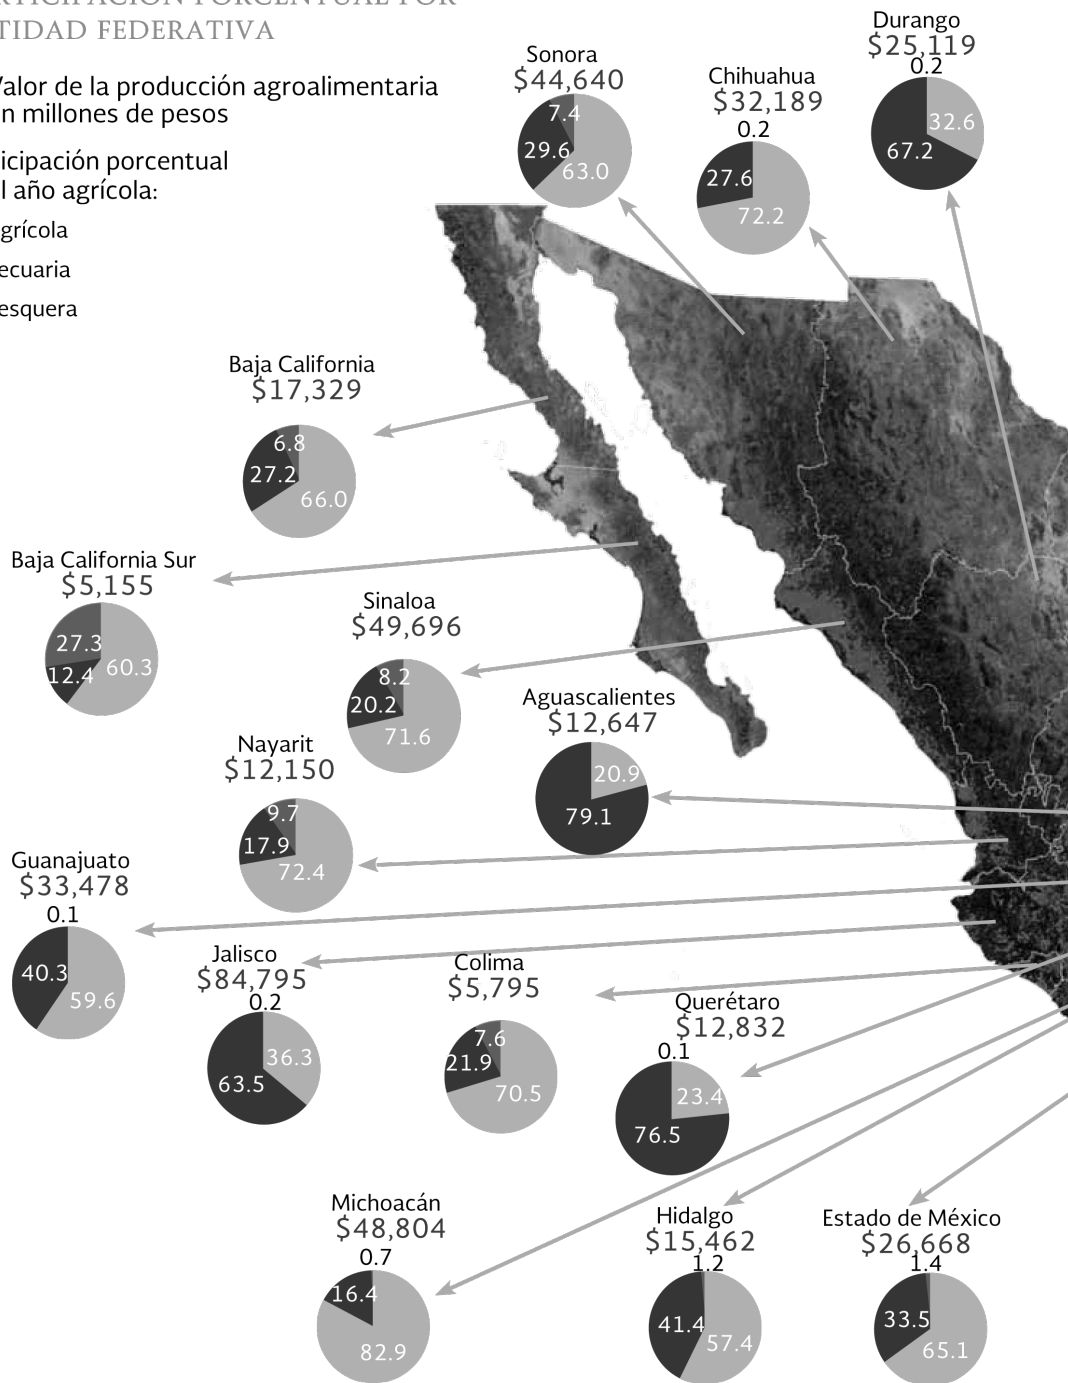 TIDAD FEDERATIVA
Valor de la producción agroalimentaria
n millones de pesos
icipación porcentual
l año agrícola:
grícola
ecuaria
esquera
Durango
$25,119
0.2
32.6
67.2
Sonora
$44,640
7.4
29.6
63.0
Chihuahua
$32,189
0.2
27.6
72.2
Baja California
$17,329
6.8
27.2
66.0
Baja California Sur
$5,155
27.3
12.4
60.3
Sinaloa
$49,696
8.2
20.2
71.6
Aguascalientes
$12,647
20.9
79.1
Nayarit
$12,150
9.7
17.9
72.4
Guanajuato
$33,478
0.1
40.3
59.6
Jalisco
$84,795
0.2
36.3
63.5
Colima
$5,795
7.6
21.9
70.5
Querétaro
$12,832
0.1
23.4
76.5
Michoacán
$48,804
0.7
16.4
82.9
Hidalgo
$15,462
1.2
41.4
57.4
Estado de México
$26,668
1.4
33.5
65.1